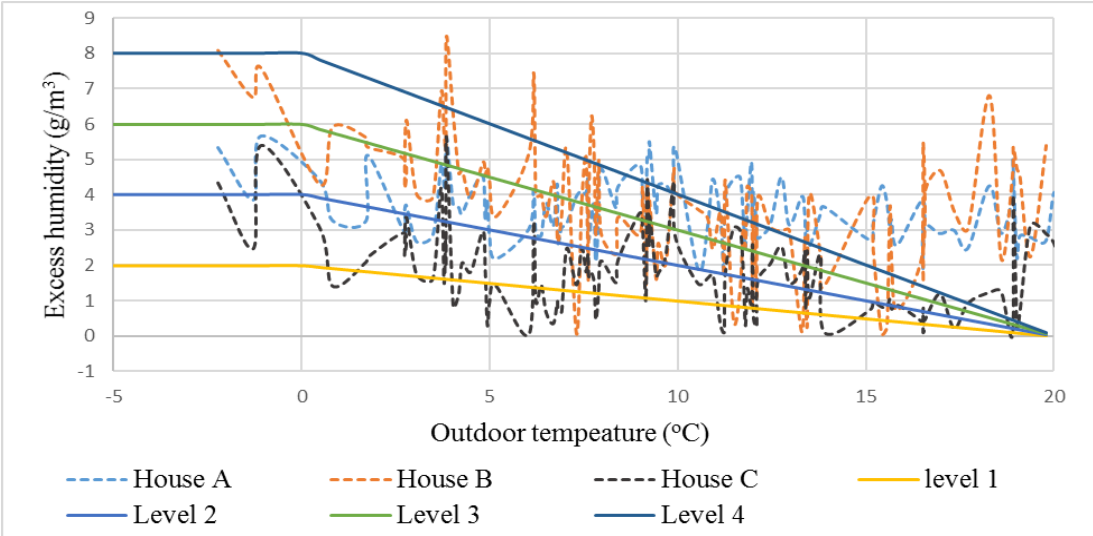 9
8
7
6
5
4
3
2
1
0
-1
Excess humidity (g/m³)
-5 0 5 10 15 20
Outdoor tempeature (°C)
House A House B House C level 1
Level 2 Level 3 Level 4